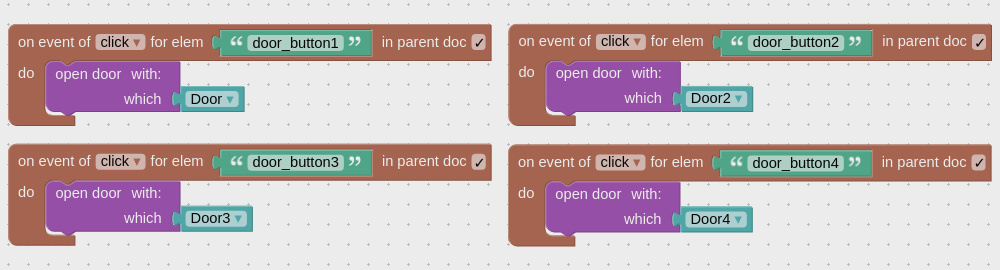 on event of click ▾ for elem “ door_button1 ” in parent doc ✓
do open door with:
which Door ▾
on event of click ▾ for elem “ door_button2 ” in parent doc ✓
do open door with:
which Door2 ▾
on event of click ▾ for elem “ door_button3 ” in parent doc ✓
do open door with:
which Door3 ▾
on event of click ▾ for elem “ door_button4 ” in parent doc ✓
do open door with:
which Door4 ▾